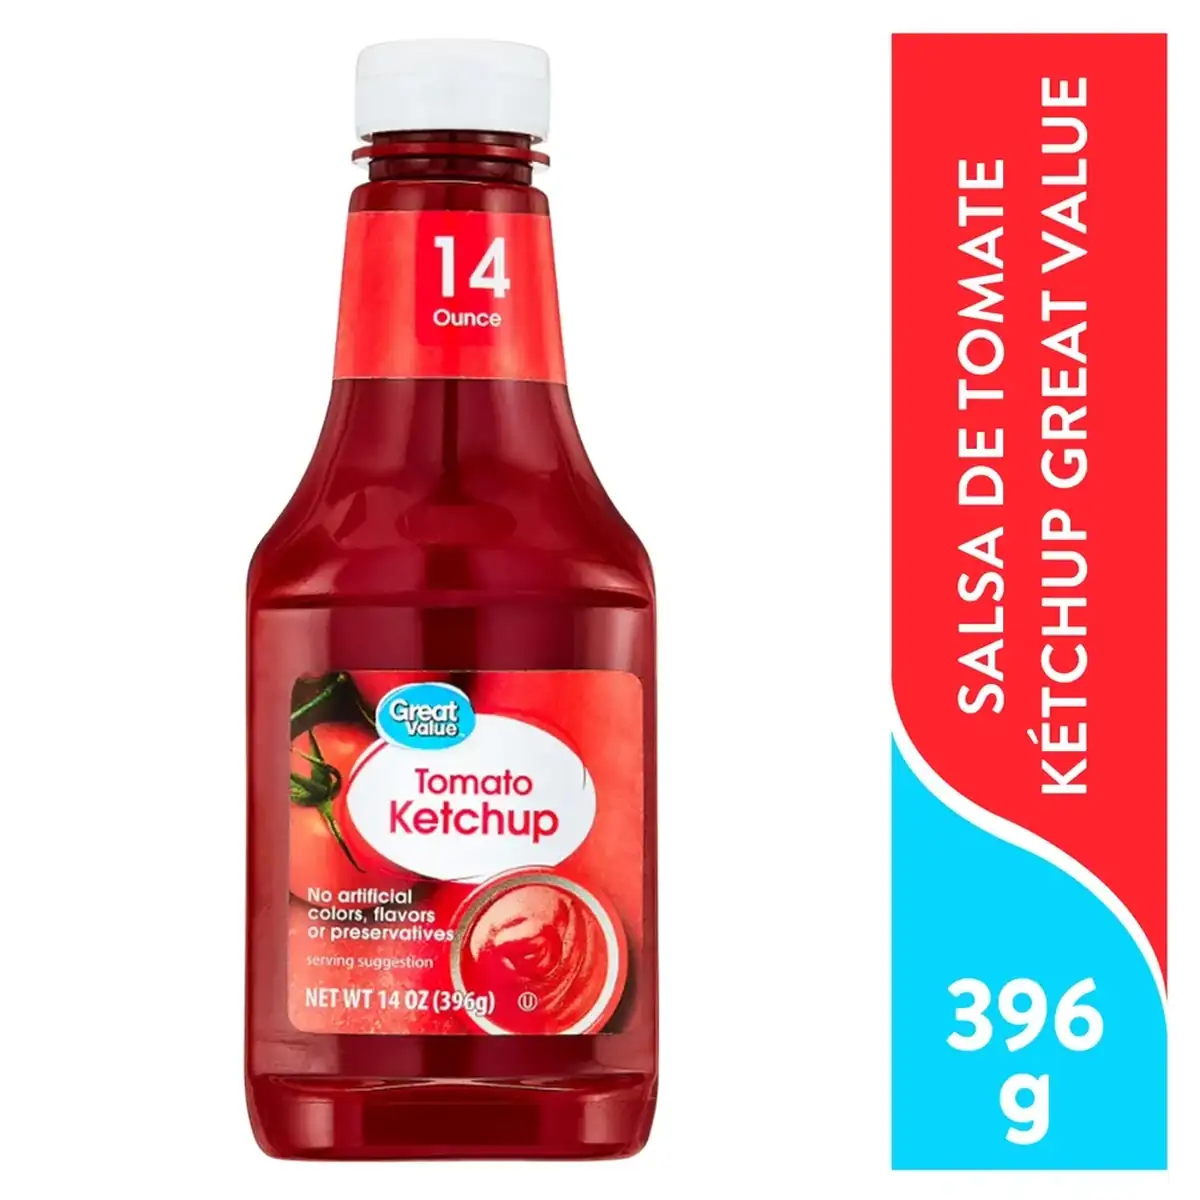 14
Ounce
Great
Value™
Tomato
Ketchup
No artificial
colors, flavors
or preservatives
serving suggestion
NET WT 14 OZ (396g) Ⓤ
SALSA DE TOMATE
KÉTCHUP GREAT VALUE
396
g